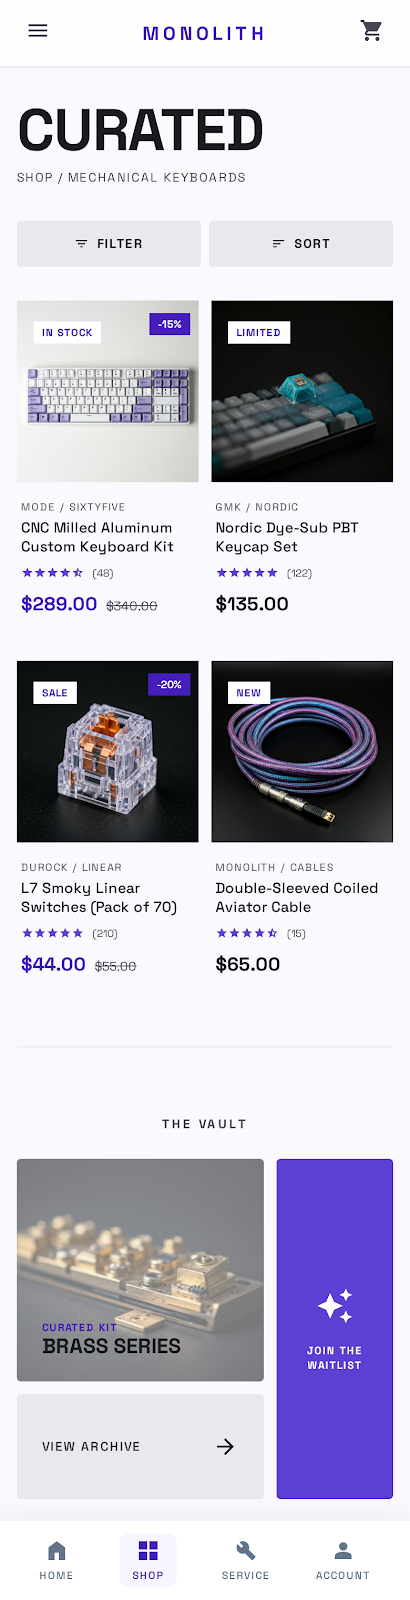 MONOLITH
CURATED
SHOP / MECHANICAL KEYBOARDS
FILTER
SORT
IN STOCK
-15%
LIMITED
MODE / SIXTYFIVE
CNC Milled Aluminum
Custom Keyboard Kit
(48)
$289.00 $340.00
GMK / NORDIC
Nordic Dye-Sub PBT
Keycap Set
(122)
$135.00
SALE
-20%
NEW
DUROCK / LINEAR
L7 Smoky Linear
Switches (Pack of 70)
(210)
$44.00 $55.00
MONOLITH / CABLES
Double-Sleeved Coiled
Aviator Cable
(15)
$65.00
THE VAULT
CURATED KIT
BRASS SERIES
JOIN THE
WAITLIST
VIEW ARCHIVE
HOME
SHOP
SERVICE
ACCOUNT